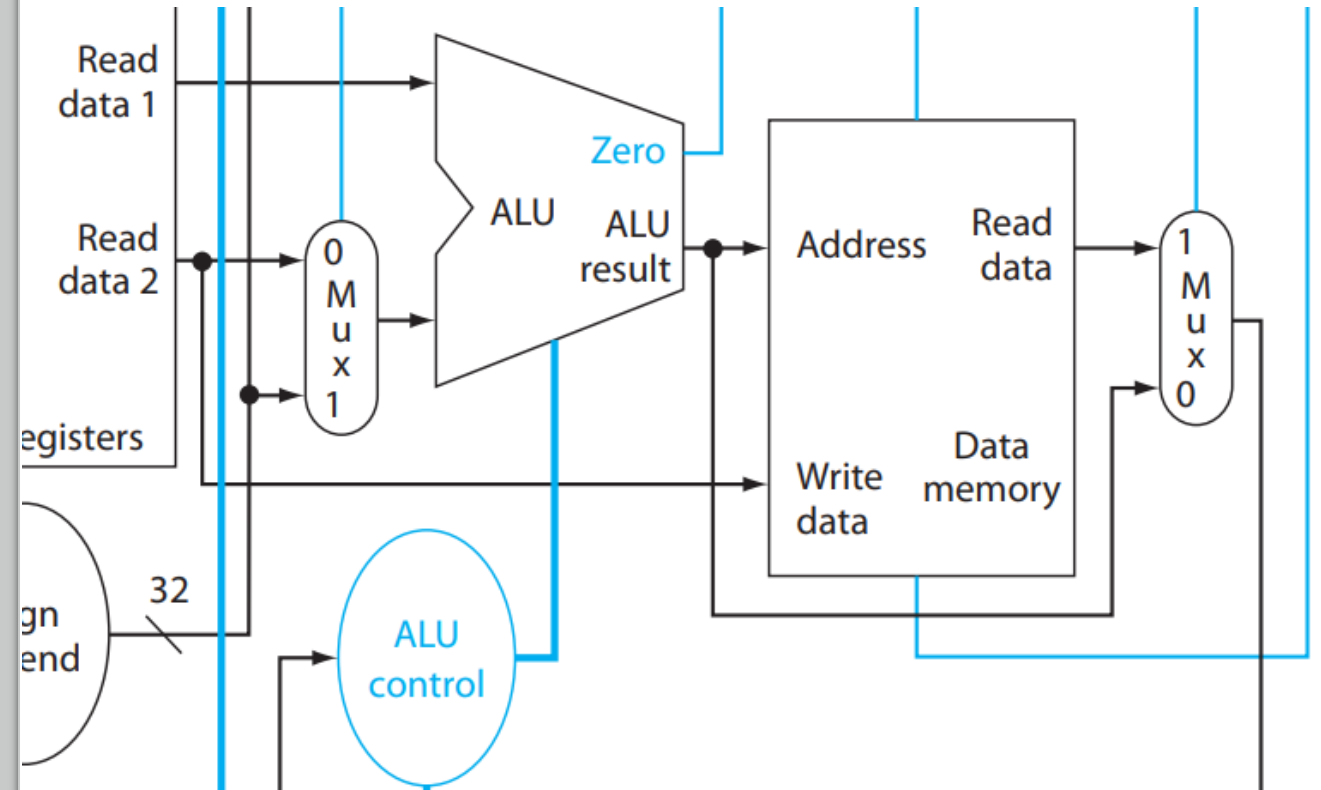 Read
data 1
Read
data 2
egisters
gn
end
32
0
M
u
x
1
ALU
Zero
ALU
result
ALU
control
Address
Read
data
Write
data
Data
memory
1
M
u
x
0